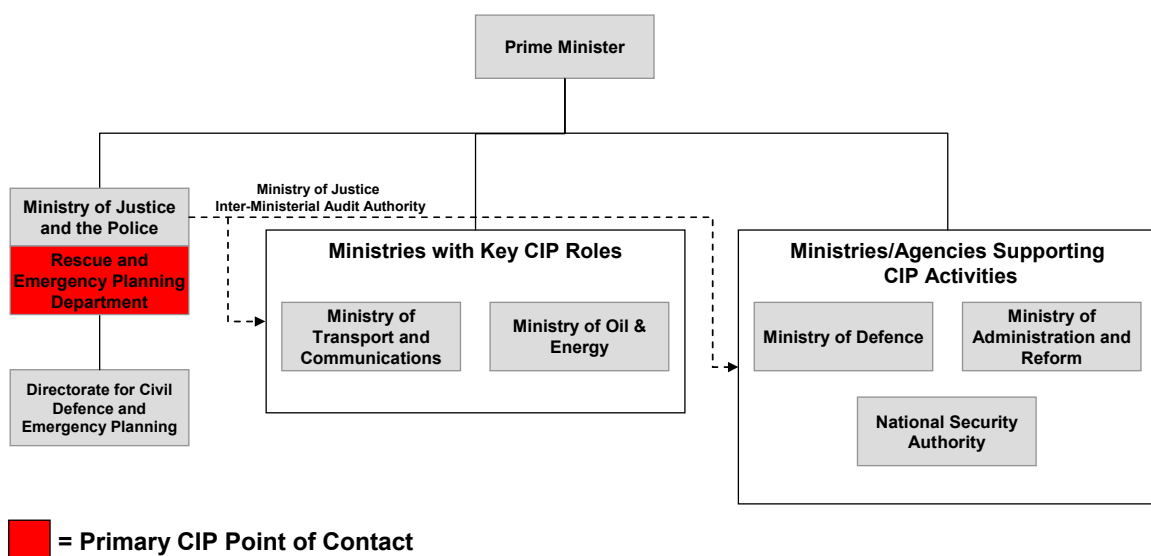 Prime Minister
Ministry of Justice
Inter-Ministerial Audit Authority
Ministry of Justice
and the Police
Rescue and
Emergency Planning
Department
Directorate for Civil
Defence and
Emergency Planning
Ministries with Key CIP Roles
Ministry of
Transport and
Communications
Ministry of Oil &
Energy
Ministries/Agencies Supporting
CIP Activities
Ministry of Defence
Ministry of
Administration and
Reform
National Security
Authority
= Primary CIP Point of Contact